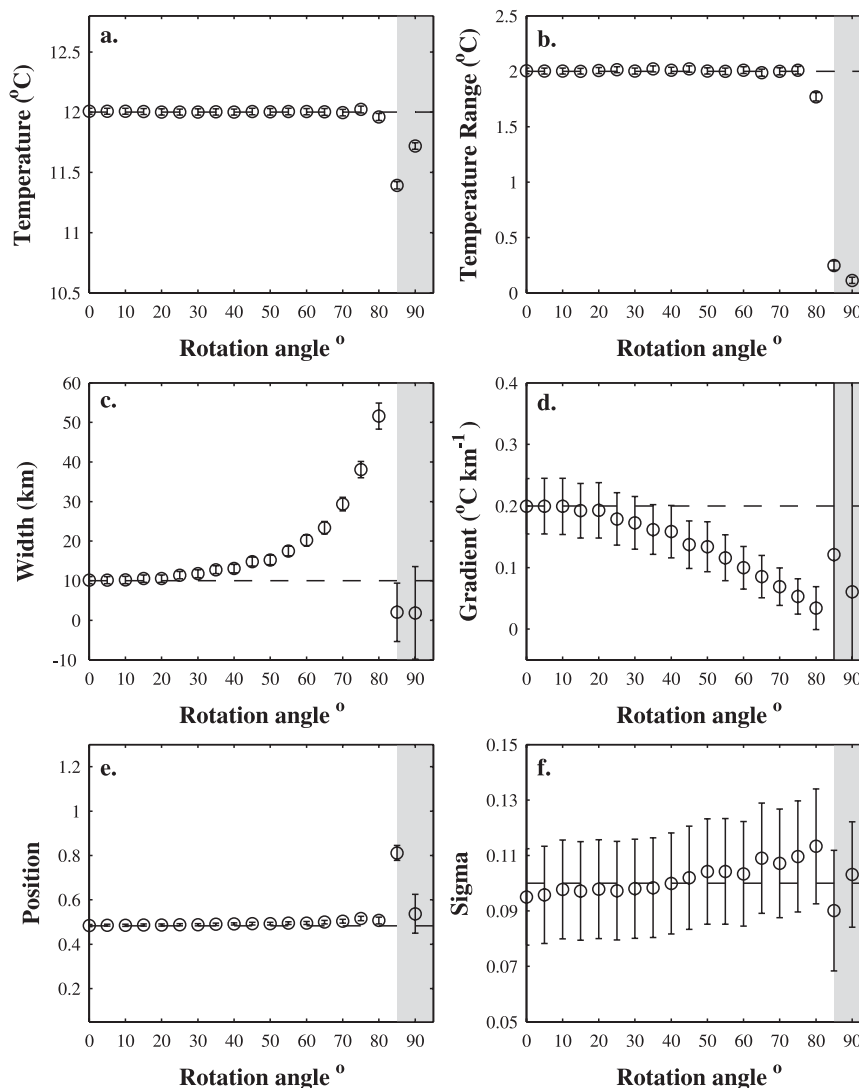 a.
Temperature (°C)
12.5
12
11.5
11
10.5
0 10 20 30 40 50 60 70 80 90
Rotation angle °
b.
Temperature Range (°C)
2.5
2
1.5
1
0.5
0
0 10 20 30 40 50 60 70 80 90
Rotation angle °
c.
Width (km)
60
50
40
30
20
10
0
-10
0 10 20 30 40 50 60 70 80 90
Rotation angle °
d.
Gradient (°C km⁻¹)
0.4
0.3
0.2
0.1
0
0 10 20 30 40 50 60 70 80 90
Rotation angle °
e.
Position
1.2
1
0.8
0.6
0.4
0.2
0 10 20 30 40 50 60 70 80 90
Rotation angle °
f.
Sigma
0.15
0.13
0.11
0.09
0.07
0.05
0 10 20 30 40 50 60 70 80 90
Rotation angle °